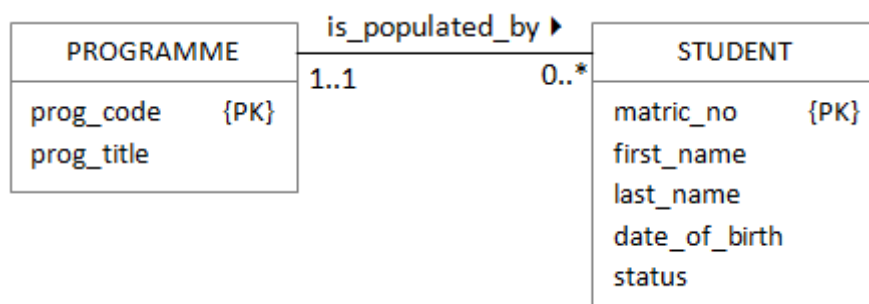 is_populated_by ▶
PROGRAMME
STUDENT
1..1
0..*
prog_code {PK}
prog_title
matric_no {PK}
first_name
last_name
date_of_birth
status